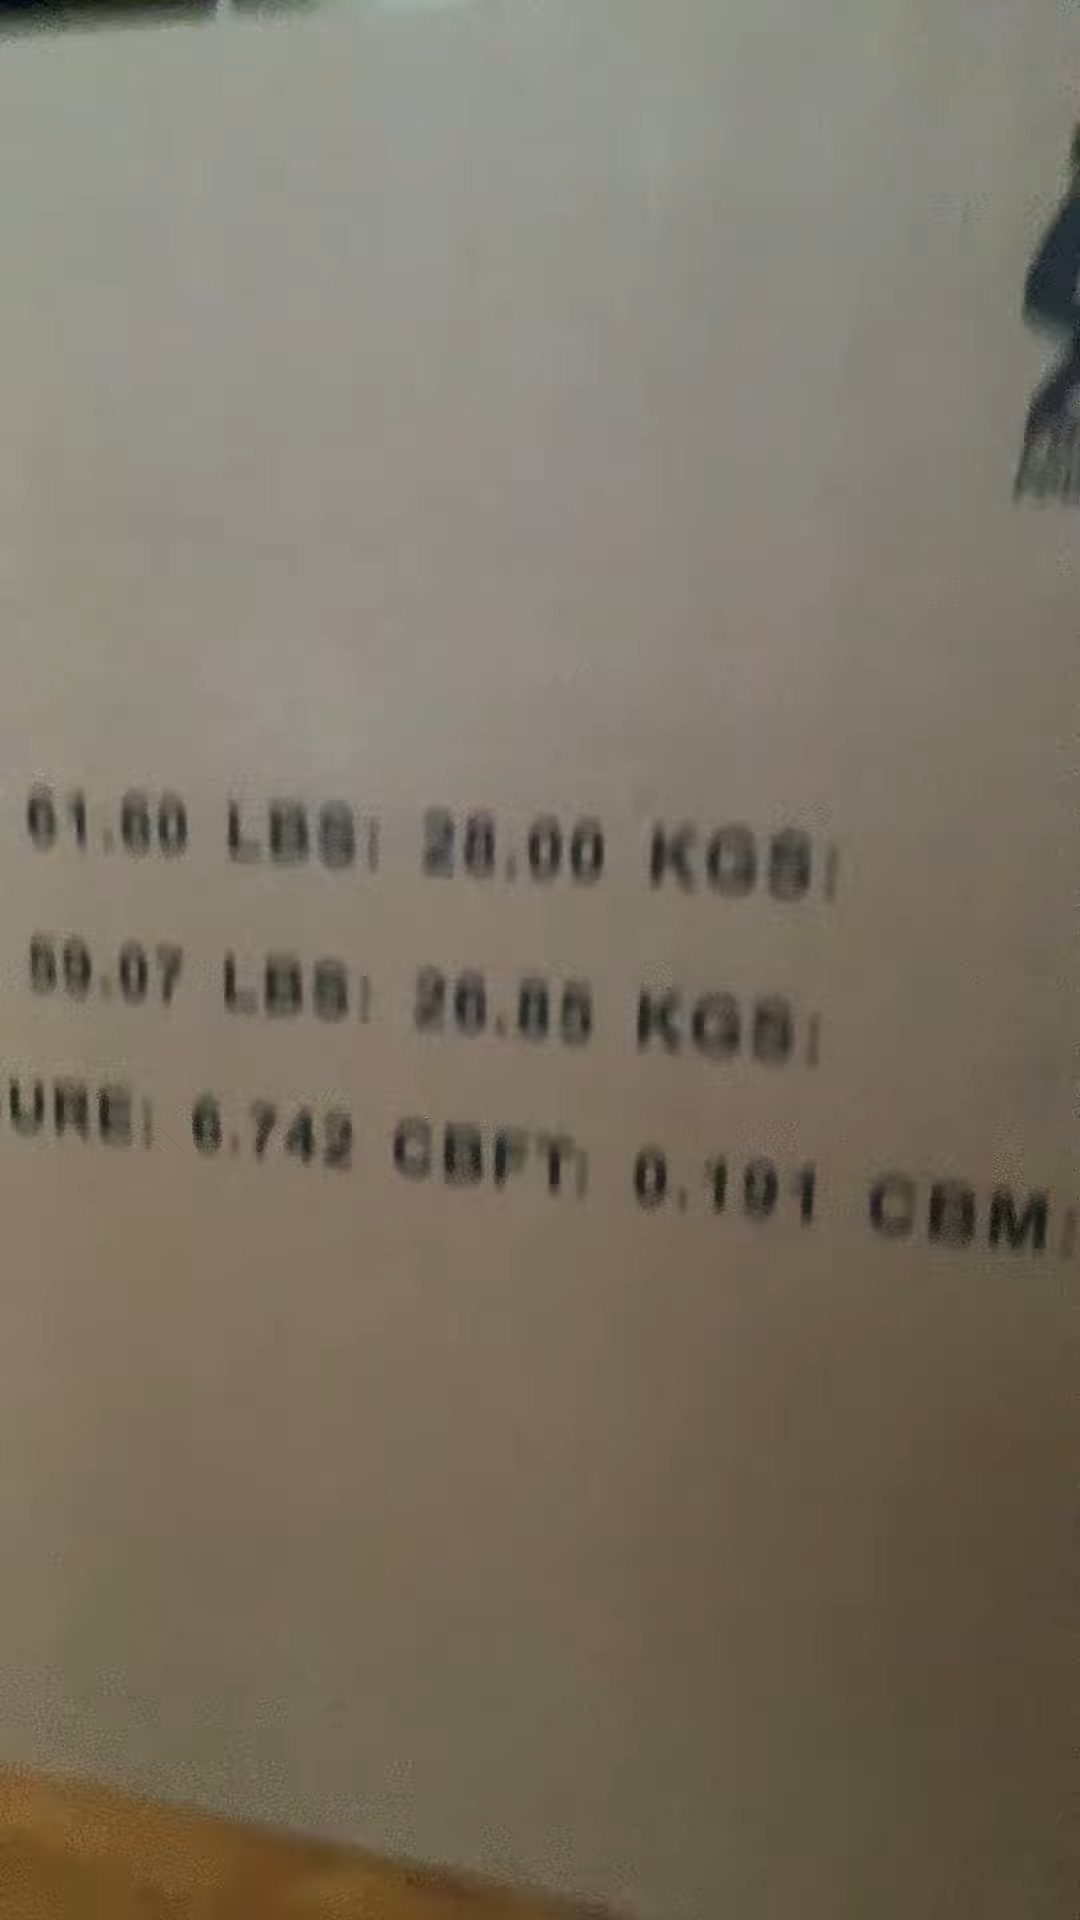 61.60 LBS; 28.00 KGS;
59.07 LBS; 26.85 KGS;
URE; 6.742 CBFT; 0.191 CBM;